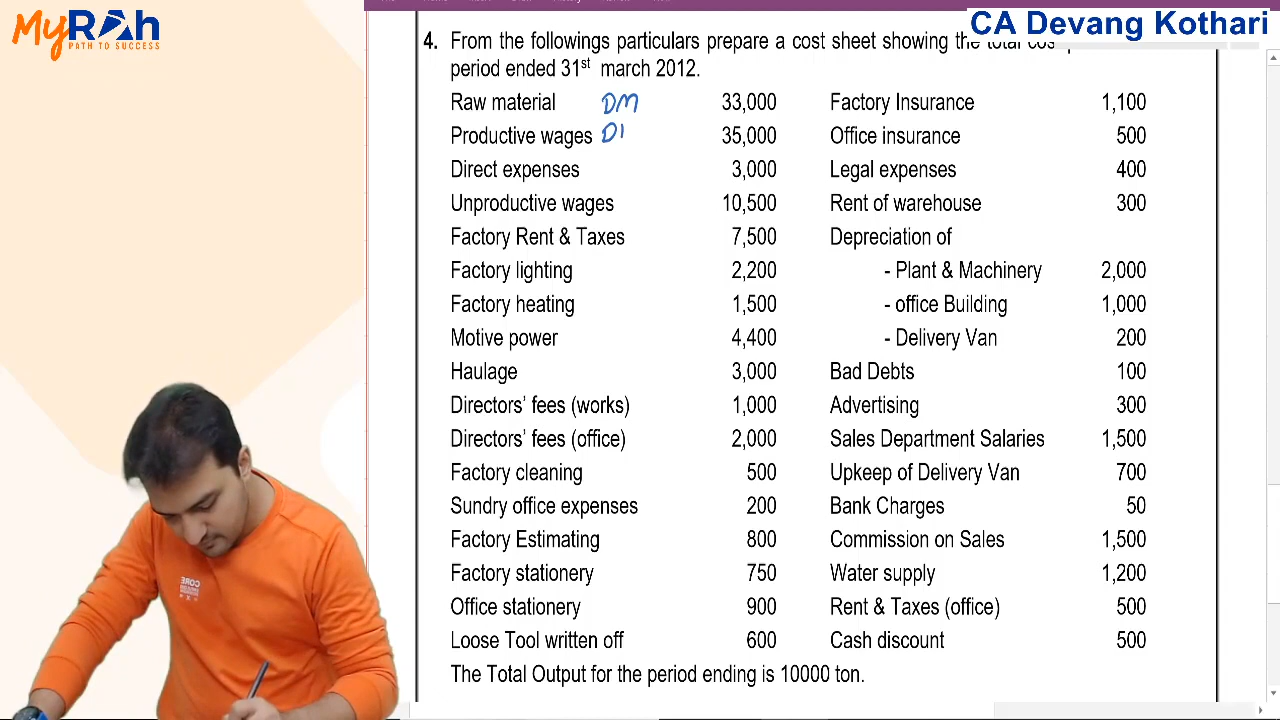 MyRah
PATH TO SUCCESS
CA Devang Kothari
4. From the followings particulars prepare a cost sheet showing the total
period ended 31st march 2012.
Raw material DM 33,000 Factory Insurance 1,100
Productive wages 35,000 Office insurance 500
Direct expenses 3,000 Legal expenses 400
Unproductive wages 10,500 Rent of warehouse 300
Factory Rent & Taxes 7,500 Depreciation of
Factory lighting 2,200 - Plant & Machinery 2,000
Factory heating 1,500 - office Building 1,000
Motive power 4,400 - Delivery Van 200
Haulage 3,000 Bad Debts 100
Directors' fees (works) 1,000 Advertising 300
Directors' fees (office) 2,000 Sales Department Salaries 1,500
Factory cleaning 500 Upkeep of Delivery Van 700
Sundry office expenses 200 Bank Charges 50
Factory Estimating 800 Commission on Sales 1,500
Factory stationery 750 Water supply 1,200
Office stationery 900 Rent & Taxes (office) 500
Loose Tool written off 600 Cash discount 500
The Total Output for the period ending is 10000 ton.